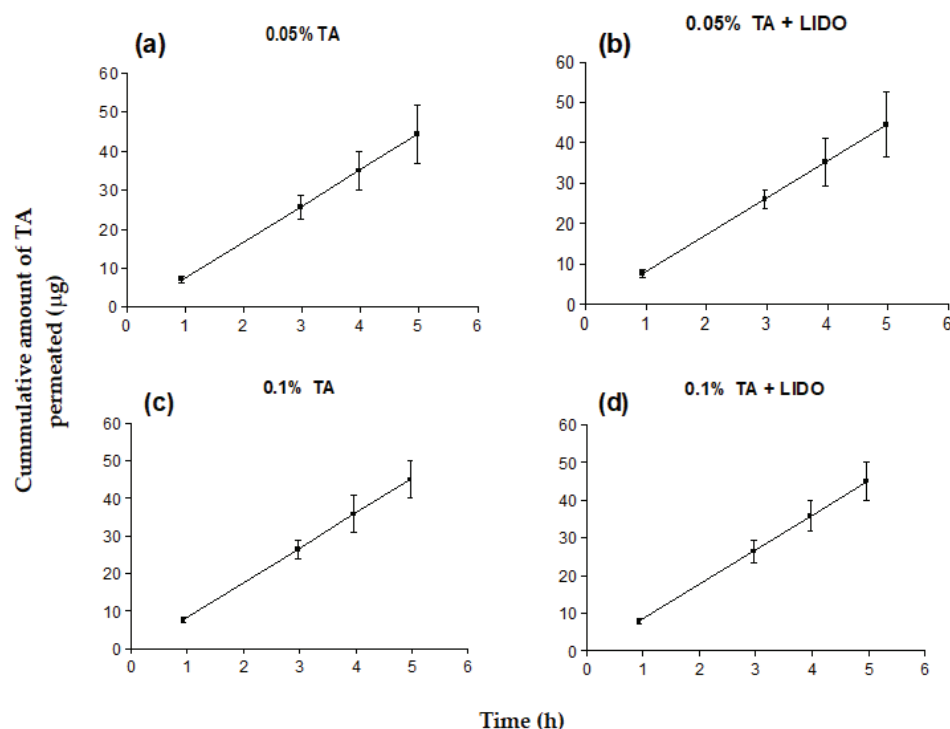 (a)
0.05% TA
60
50
40
30
20
10
0
0 1 2 3 4 5 6
(b)
0.05% TA + LIDO
60
50
40
30
20
10
0
0 1 2 3 4 5 6
Cummulative amount of TA
permeated (μg)
(c)
0.1% TA
60
50
40
30
20
10
0
0 1 2 3 4 5 6
(d)
0.1% TA + LIDO
60
50
40
30
20
10
0
0 1 2 3 4 5 6
Time (h)